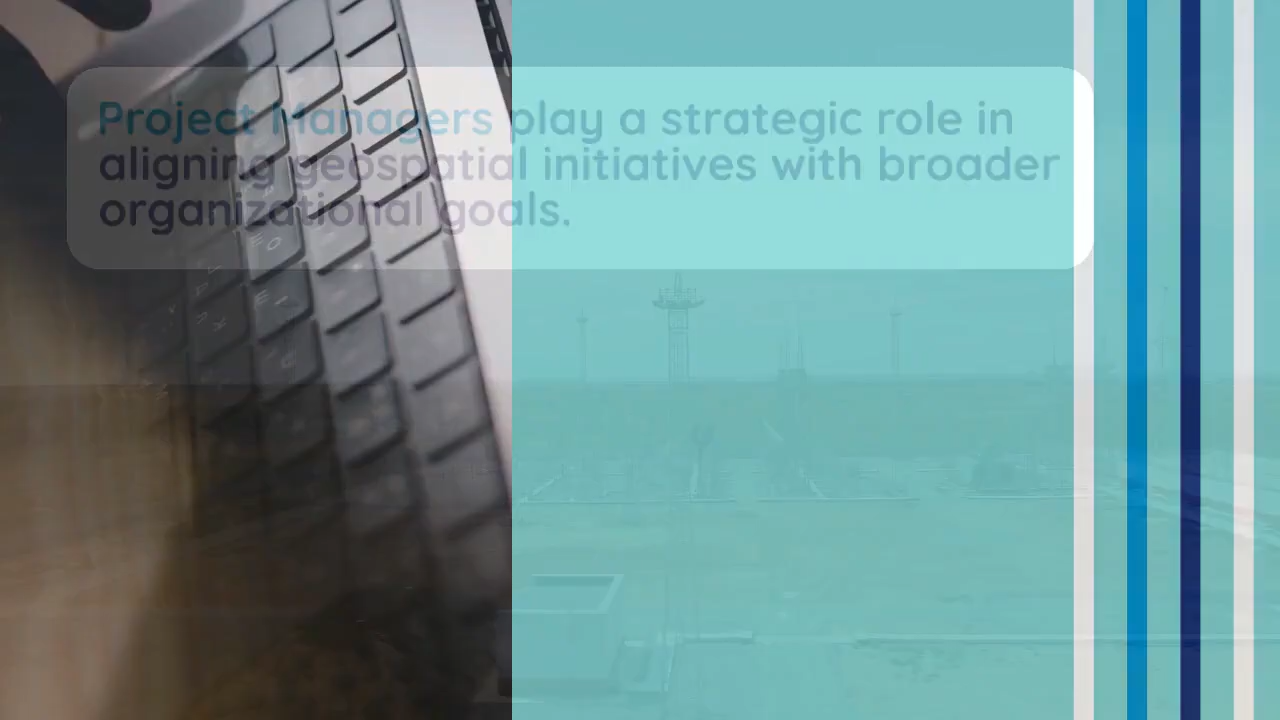 Project Managers play a strategic role in
aligning geospatial initiatives with broader
organizational goals.